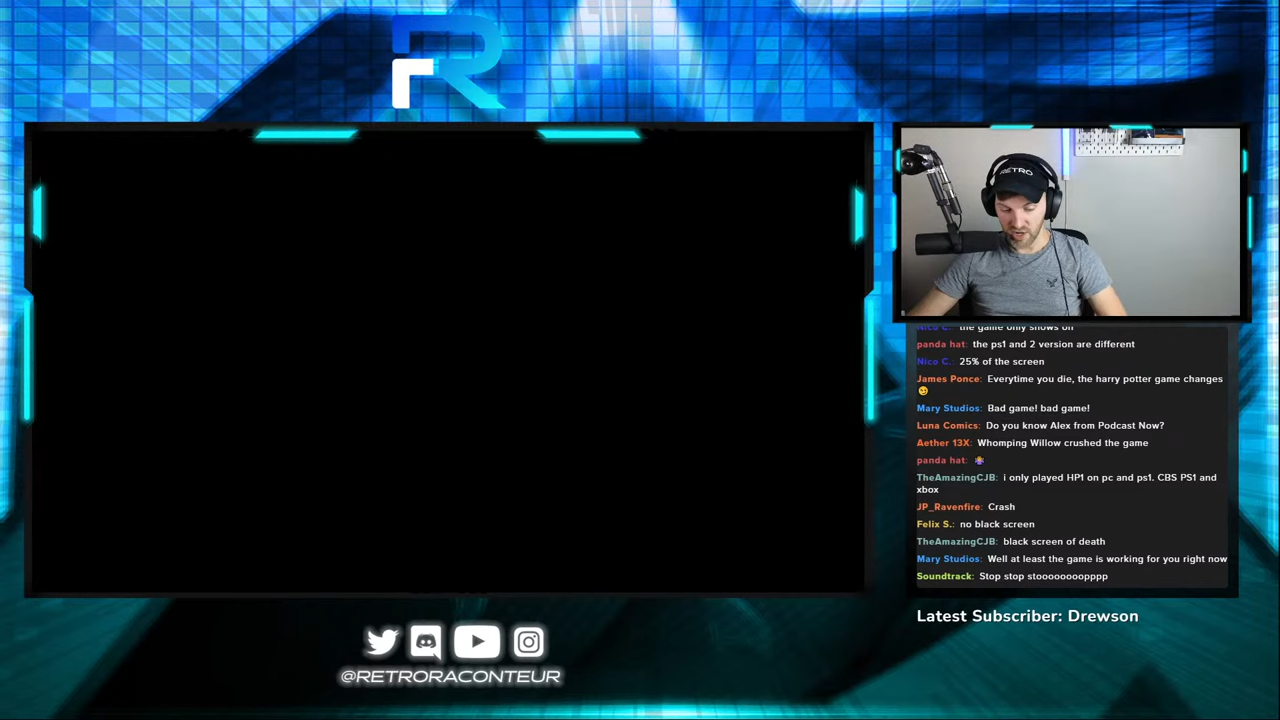 RETRO
Nico C.: the game only shows on
panda hat: the ps1 and 2 version are different
Nico C. 25% of the screen
James Ponce: Everytime you die, the harry potter game changes
Mary Studios: Bad game! bad game!
Luna Comics: Do you know Alex from Podcast Now?
Aether 13X: Whomping Willow crushed the game
panda hat:
TheAmazingCJB: i only played HP1 on pc and ps1. CBS PS1 and
xbox
JP_Ravenfire: Crash
Felix S.: no black screen
TheAmazingCJB: black screen of death
Mary Studios: Well at least the game is working for you right now
Soundtrack: Stop stop stoooooooopppp
Latest Subscriber: Drewson
@RETRORACONTEUR